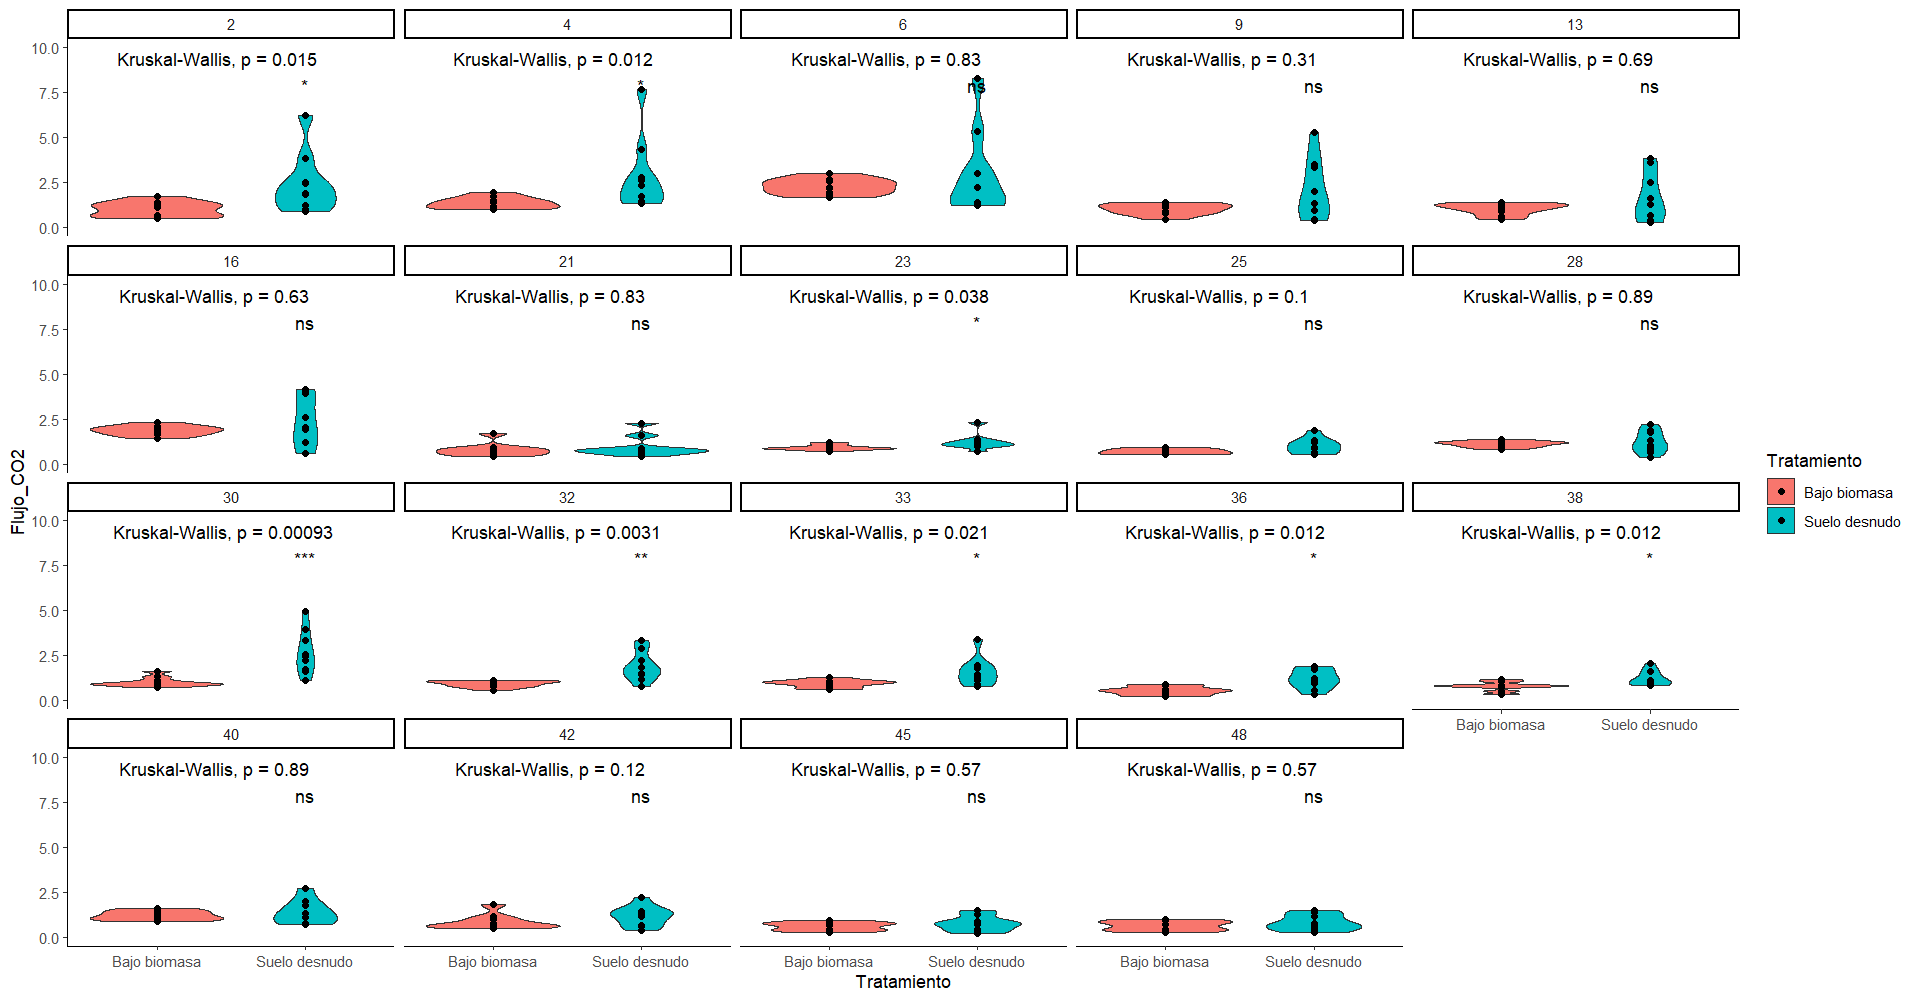 2 4 6 9 13
10.0 Kruskal-Wallis, p = 0.015 Kruskal-Wallis, p = 0.012 Kruskal-Wallis, p = 0.83 Kruskal-Wallis, p = 0.31 Kruskal-Wallis, p = 0.69
7.5 * * ns ns ns
5.0
2.5
0.0
16 21 23 25 28
10.0 Kruskal-Wallis, p = 0.63 Kruskal-Wallis, p = 0.83 Kruskal-Wallis, p = 0.038 Kruskal-Wallis, p = 0.1 Kruskal-Wallis, p = 0.89
7.5 ns ns * ns ns
5.0
2.5
0.0
Flujo_CO2
30 32 33 36 38
10.0 Kruskal-Wallis, p = 0.00093 Kruskal-Wallis, p = 0.0031 Kruskal-Wallis, p = 0.021 Kruskal-Wallis, p = 0.012 Kruskal-Wallis, p = 0.012
7.5 *** ** * * *
5.0
2.5
0.0
Bajo biomasa Suelo desnudo
40 42 45 48
10.0 Kruskal-Wallis, p = 0.89 Kruskal-Wallis, p = 0.12 Kruskal-Wallis, p = 0.57 Kruskal-Wallis, p = 0.57
7.5 ns ns ns ns
5.0
2.5
0.0
Bajo biomasa Suelo desnudo Bajo biomasa Suelo desnudo Bajo biomasa Suelo desnudo Bajo biomasa Suelo desnudo
Tratamiento
Tratamiento
Bajo biomasa
Suelo desnudo